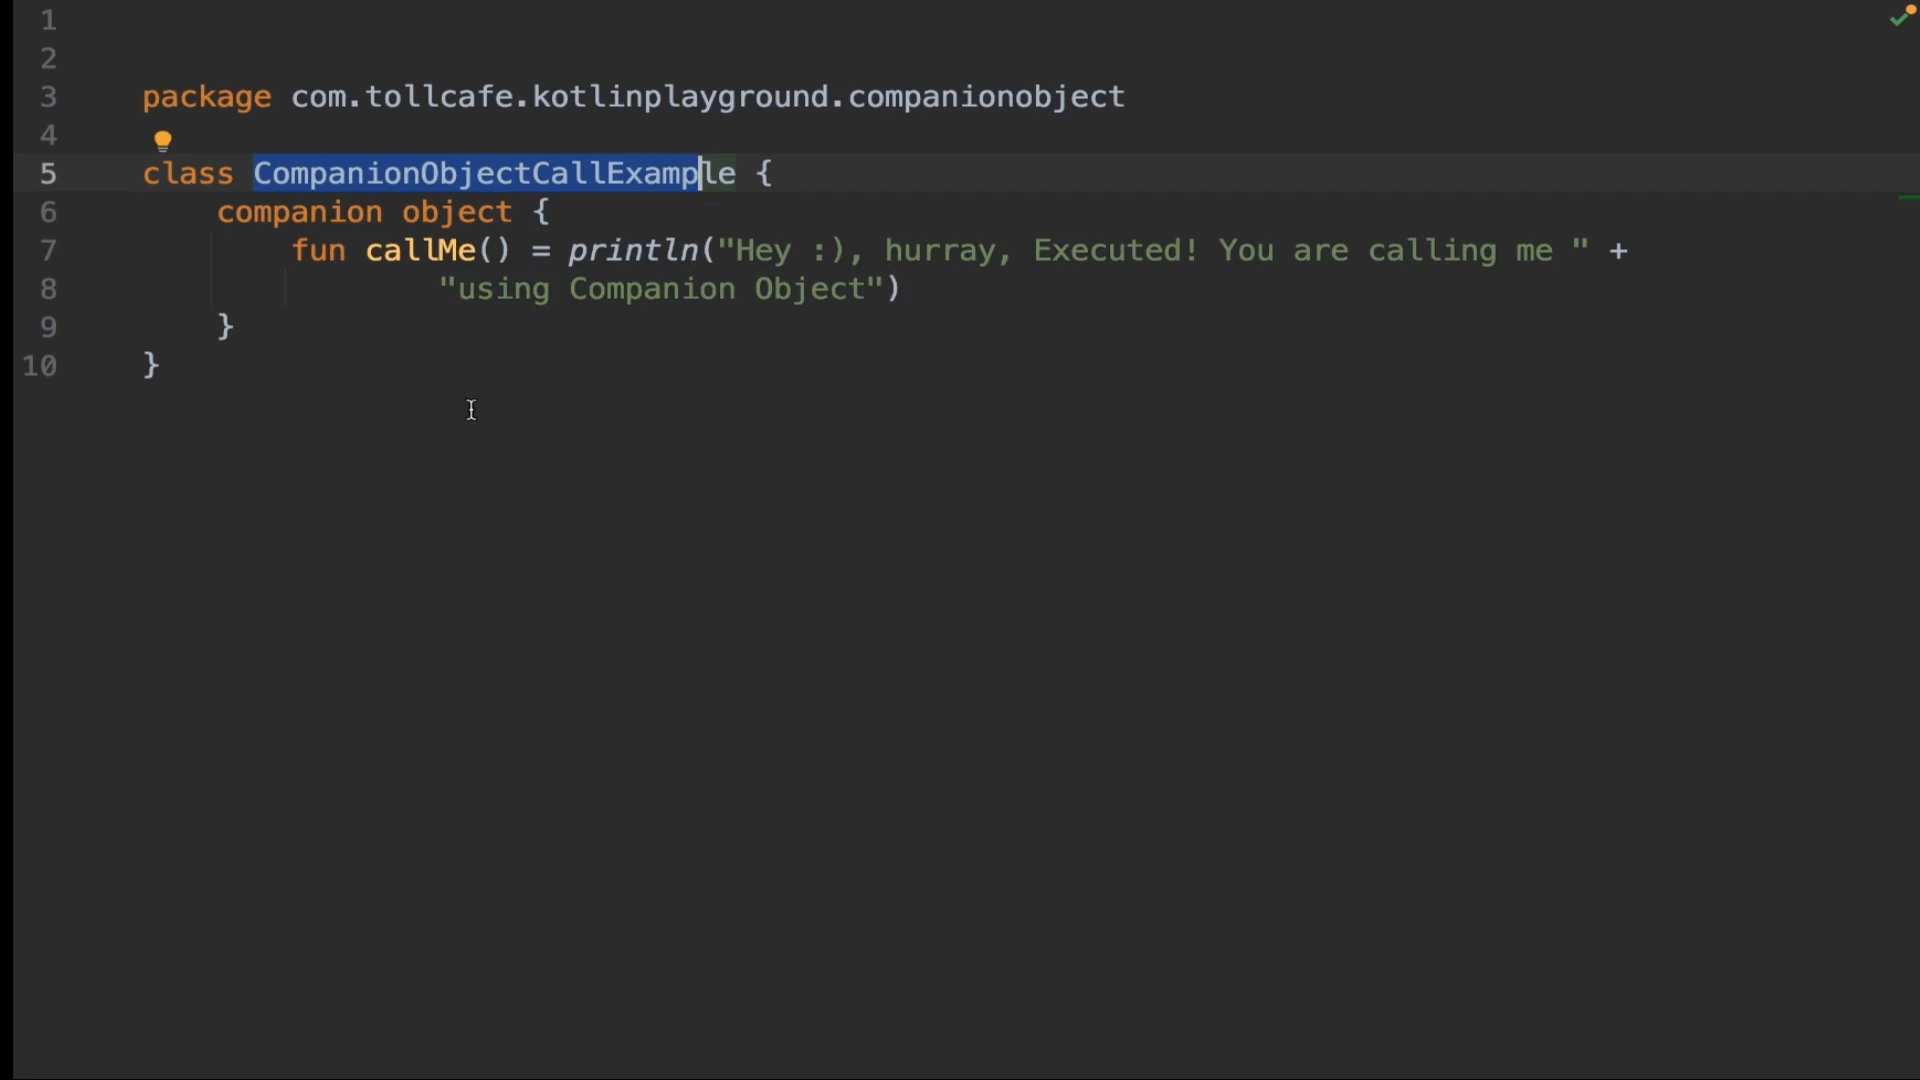 1
2
3 package com.tollcafe.kotlinplayground.companionobject
4
5 class CompanionObjectCallExample {
6 companion object {
7 fun callMe() = println("Hey :), hurray, Executed! You are calling me " +
8 "using Companion Object")
9 }
10 }